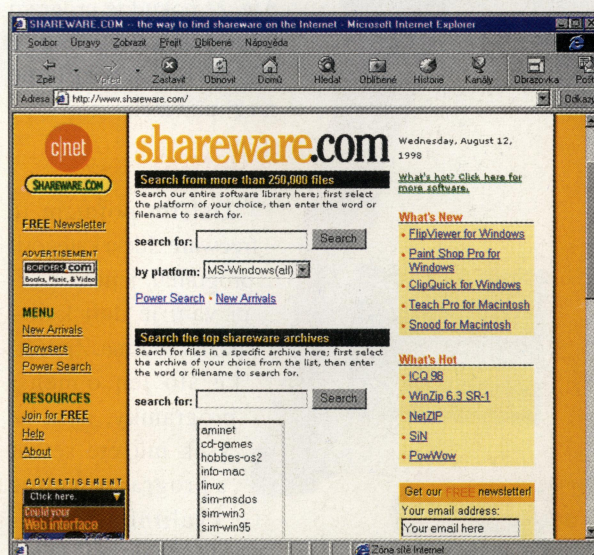 SHAREWARE.COM -- the way to find shareware on the Internet - Microsoft Internet Explorer
Soubor Úpravy Zobrazit Přejít Oblíbené Nápověda
Zpět Vpřed Zastavit Obnovit Domů Hledat Oblíbené Historie Kanály Obrazovka Pošt
Adresa http://www.shareware.com/ Odkazy
c|net
SHAREWARE.COM
FREE Newsletter
ADVERTISEMENT
BORDERS.COM
Books, Music, & Video
MENU
New Arrivals
Browsers
Power Search
RESOURCES
Join for FREE
Help
About
ADVERTISEMENT
Click here.
Could your
Web interface
shareware.com
Search from more than 250,000 files
Search our entire software library here; first select
the platform of your choice, then enter the word or
filename to search for.
search for: Search
by platform: MS-Windows(all)
Power Search • New Arrivals
Search the top shareware archives
Search for files in a specific archive here; first select
the archive of your choice from the list, then enter
the word or filename to search for.
search for: Search
aminet
cd-games
hobbes-os2
info-mac
linux
sim-msdos
sim-win3
sim-win95
Wednesday, August 12,
1998
What's hot? Click here for
more software.
What's New
• FlipViewer for Windows
• Paint Shop Pro for
Windows
• ClipQuick for Windows
• Teach Pro for Macintosh
• Snood for Macintosh
What's Hot
• ICQ 98
• WinZip 6.3 SR-1
• NetZIP
• SiN
• PowWow
Get our FREE newsletter!
Your email address:
Your email here
Zóna sítě Internet